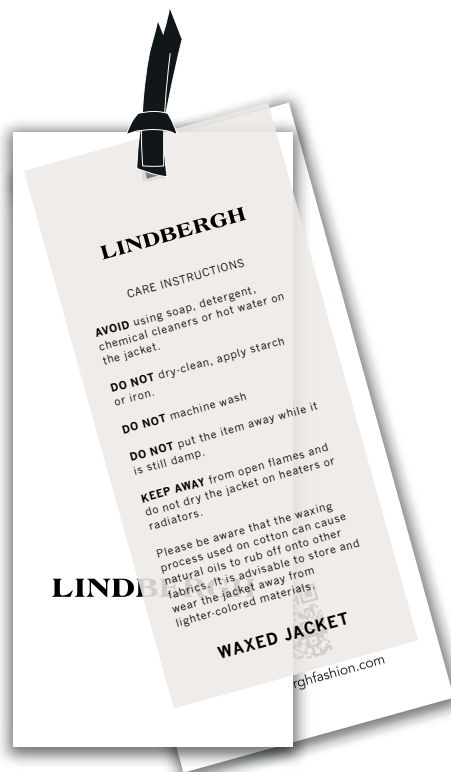 LINDBERGH
CARE INSTRUCTIONS
AVOID using soap, detergent,
chemical cleaners or hot water on
the jacket.
DO NOT dry-clean, apply starch
or iron.
DO NOT machine wash
DO NOT put the item away while it
is still damp.
KEEP AWAY from open flames and
do not dry the jacket on heaters or
radiators.
Please be aware that the waxing
process used on cotton can cause
natural oils to rub off onto other
fabrics. It is advisable to store and
wear the jacket away from
lighter-colored materials.
WAXED JACKET
LINDBERGH
rghfashion.com